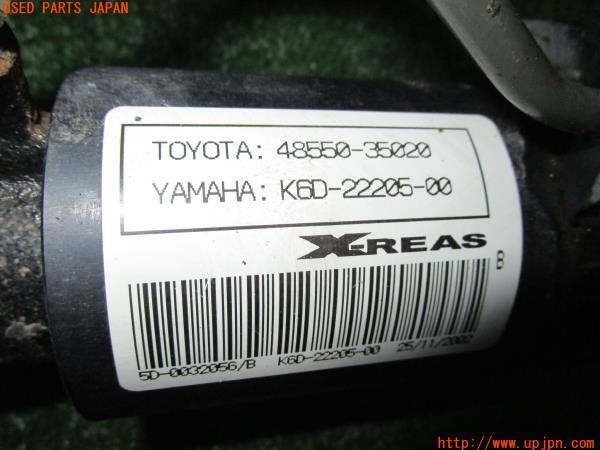 USED PARTS JAPAN
TOYOTA: 48550-35020
YAMAHA: K6D-22205-00
X-REAS
B
5D-0032056/B K6D-22205-00 25/11/2002
http://www.upjpn.com/